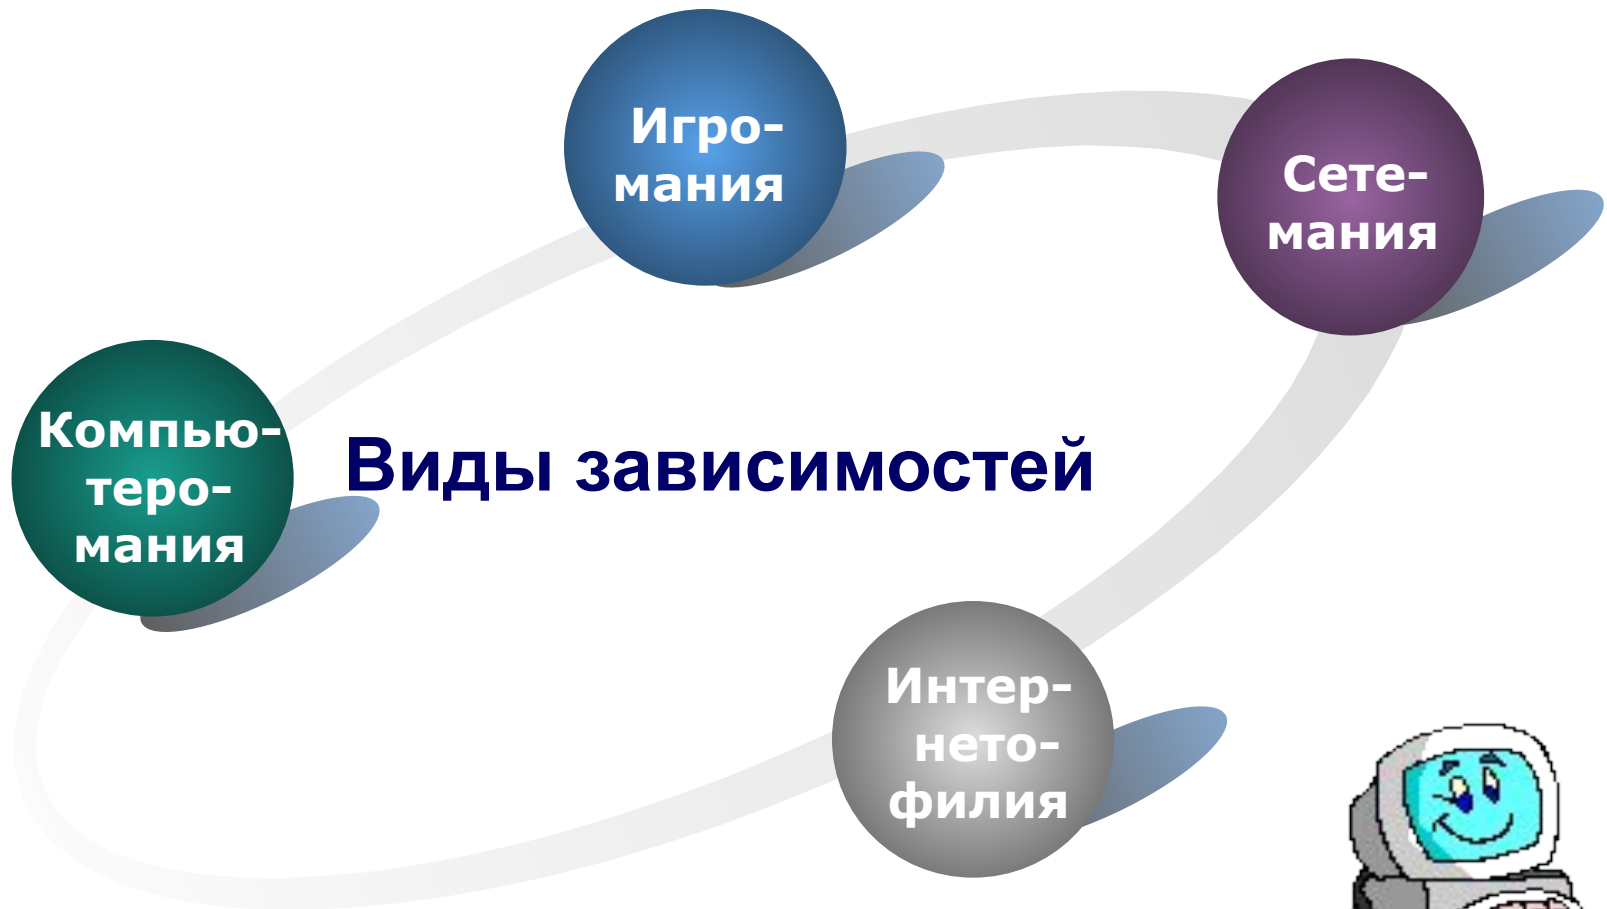 Игро-
мания
Сете-
мания
Компью-
теро-
мания
Виды зависимостей
Интер-
нето-
филия